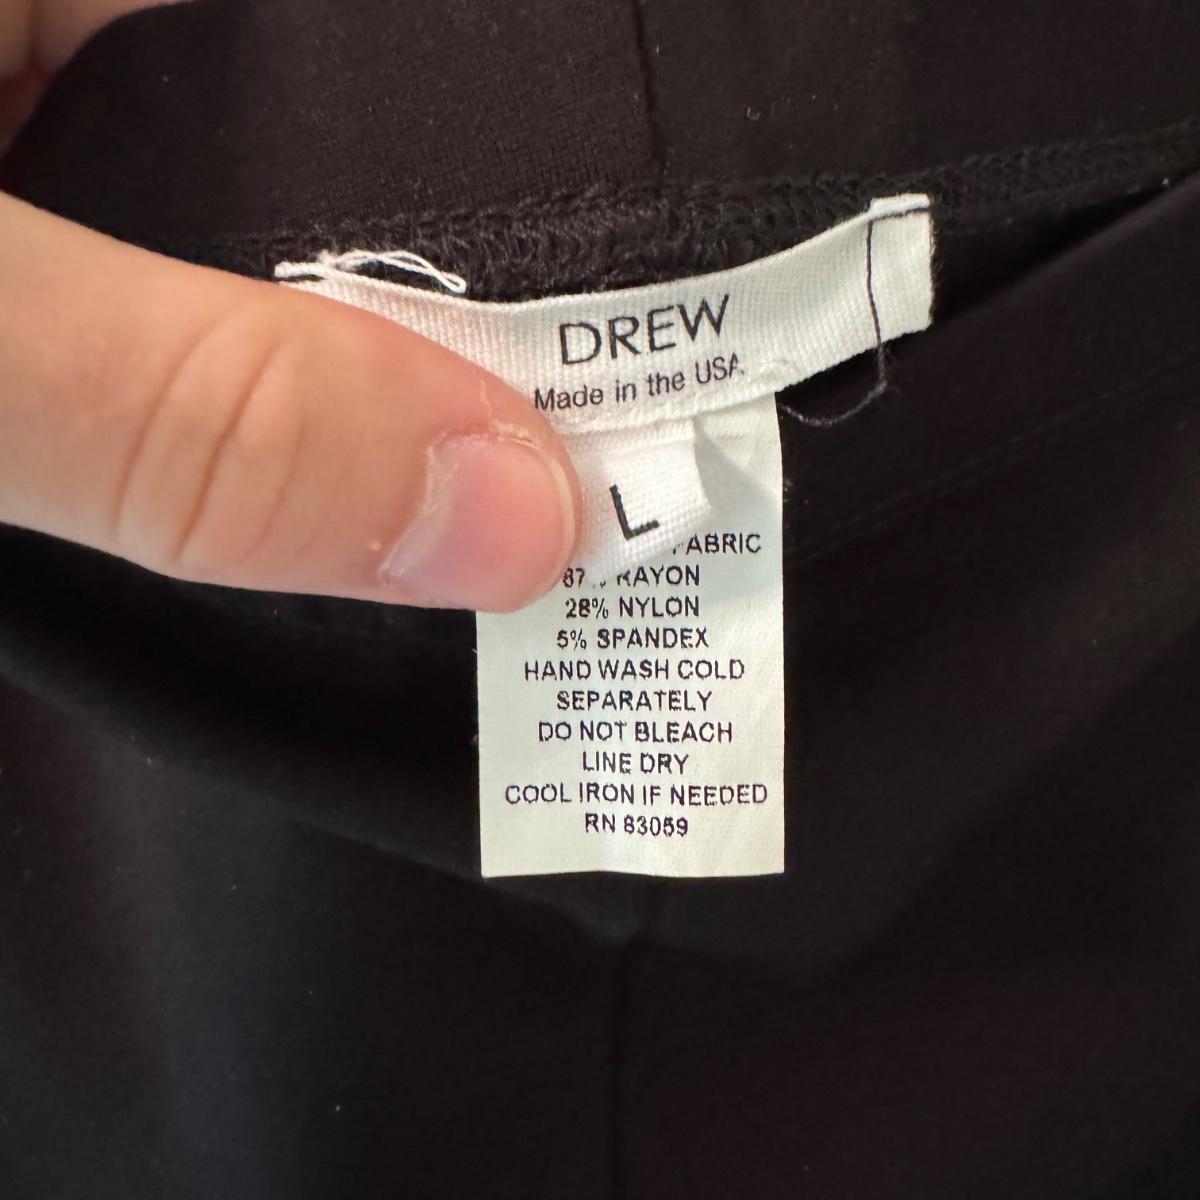 DREW
Made in the USA
L
FABRIC
RAYON
28% NYLON
5% SPANDEX
HAND WASH COLD
SEPARATELY
DO NOT BLEACH
LINE DRY
COOL IRON IF NEEDED
RN 83059